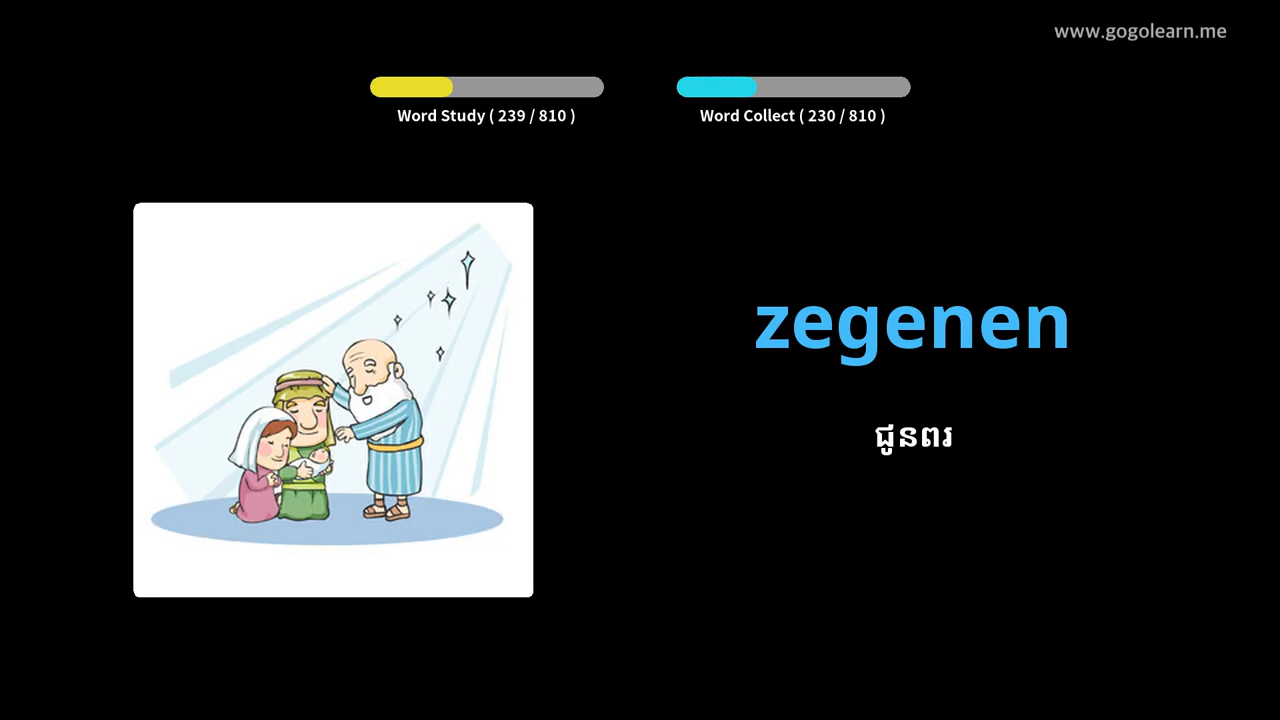 www.gogolearn.me
Word Study ( 239 / 810 )
Word Collect ( 230 / 810 )
zegenen
ជូនពរ